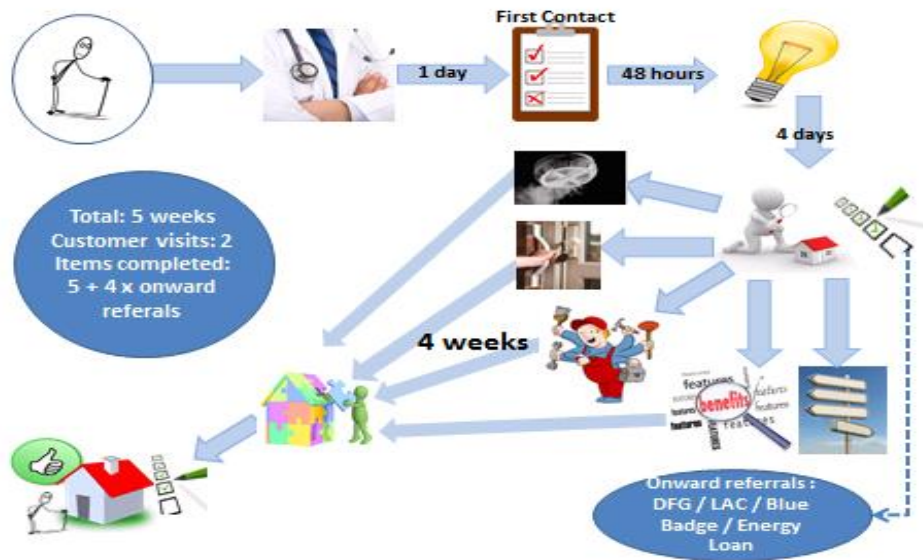 First Contact
1 day
48 hours
4 days
Total: 5 weeks
Customer visits: 2
Items completed:
5 + 4 x onward
referals
4 weeks
features
benefits
features
features
features
features
Onward referrals :
DFG / LAC / Blue
Badge / Energy
Loan